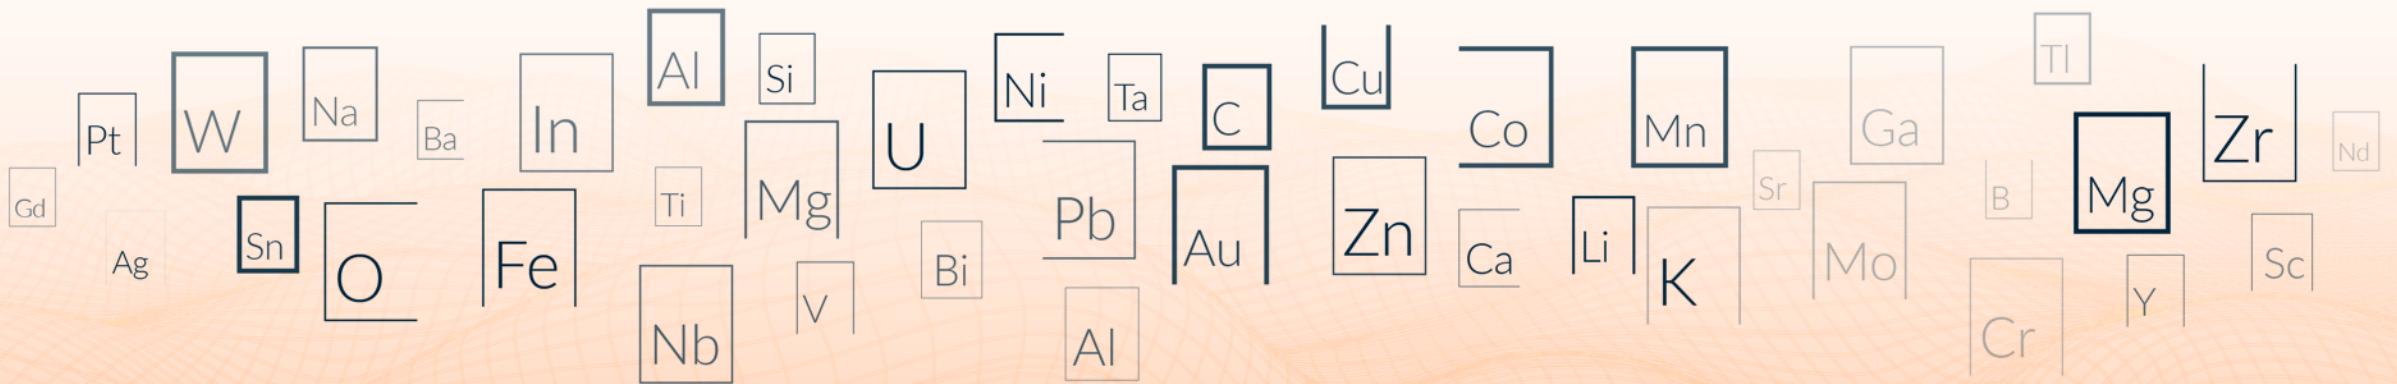 Gd
Pt
Ag
W
Na
Sn
O
Ba
Fe
In
Al
Ti
Nb
Si
Mg
V
U
Bi
Ni
Pb
Al
Ta
C
Au
Cu
Zn
Co
Ca
Li
Mn
K
Sr
Ga
Mo
Tl
B
Cr
Mg
Y
Zr
Sc
Nd